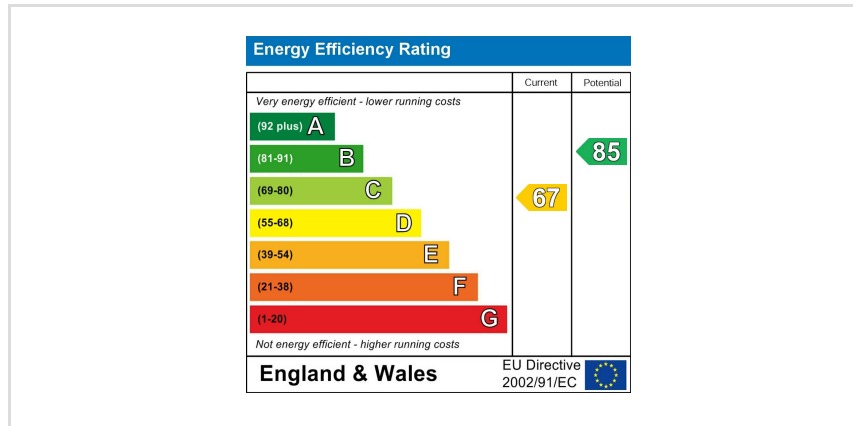 Energy Efficiency Rating
Current Potential
Very energy efficient - lower running costs
(92 plus) A
(81-91) B
85
(69-80) C
67
(55-68) D
(39-54) E
(21-38) F
(1-20) G
Not energy efficient - higher running costs
England & Wales
EU Directive
2002/91/EC